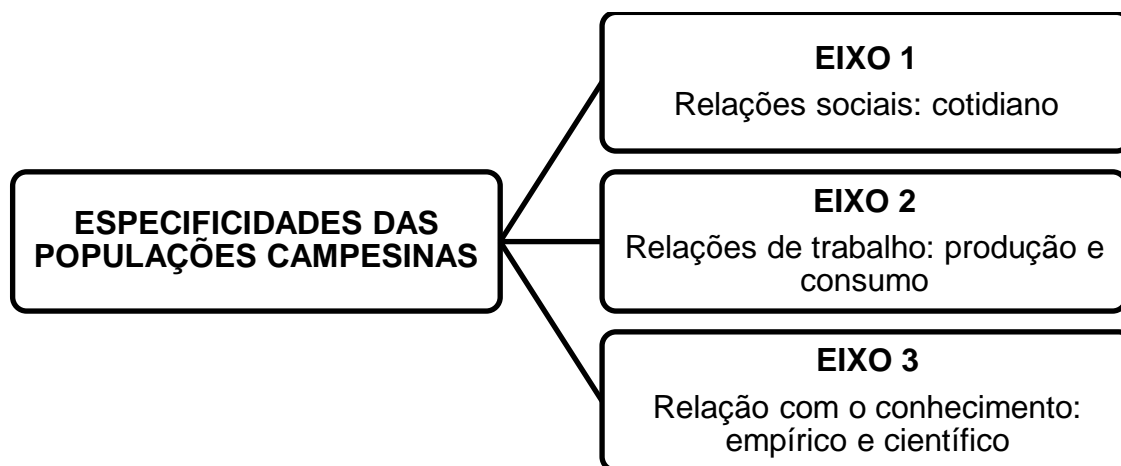 EIXO 1
Relações sociais: cotidiano
ESPECIFICIDADES DAS
POPULAÇÕES CAMPESINAS
EIXO 2
Relações de trabalho: produção e
consumo
EIXO 3
Relação com o conhecimento:
empírico e científico